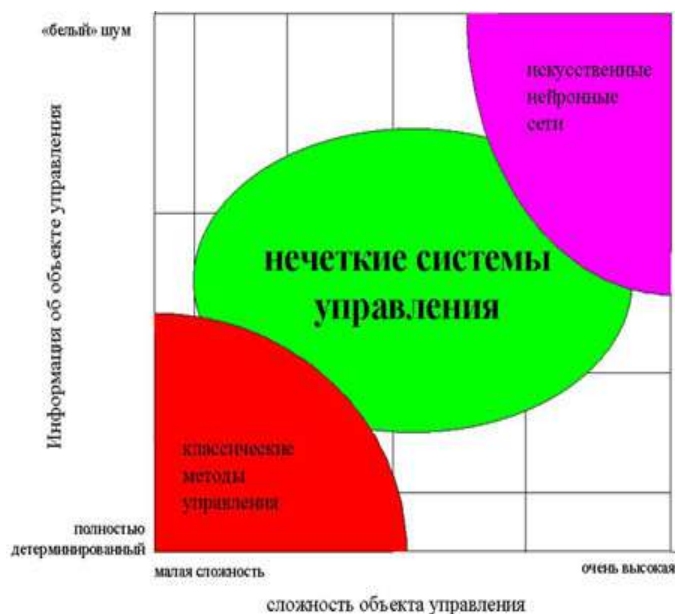 «белый» шум
Информация об объекте управления
искусственные
нейронные
сети
нечеткие системы
управления
классические
методы
управления
полностью
детерминированный
малая сложность
очень высокая
сложность объекта управления